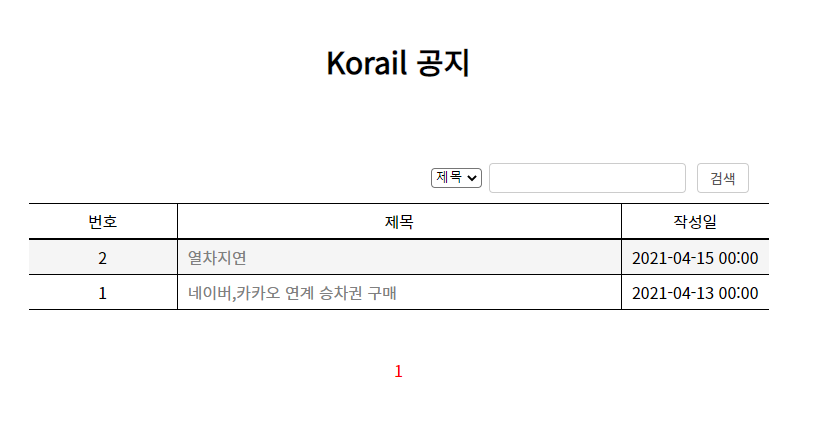 Korail 공지
제목 검색
번호 제목 작성일
2 열차지연 2021-04-15 00:00
1 네이버,카카오 연계 승차권 구매 2021-04-13 00:00
1